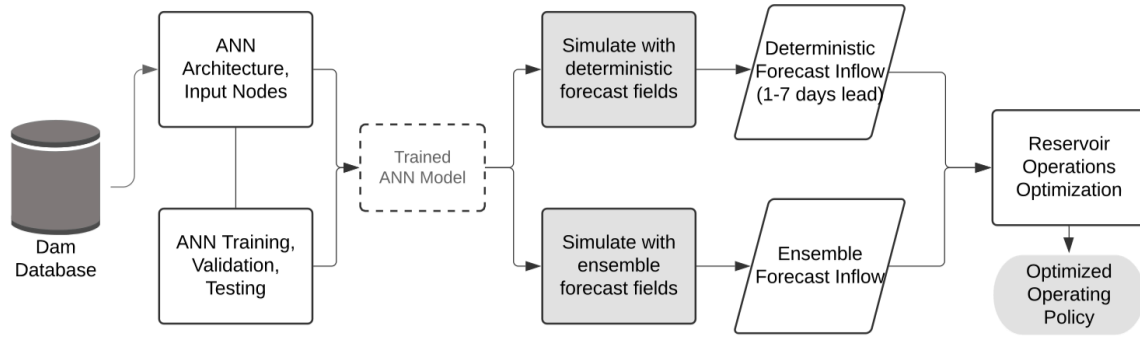 Dam
Database
ANN
Architecture,
Input Nodes
ANN Training,
Validation,
Testing
Trained
ANN Model
Simulate with
deterministic
forecast fields
Deterministic
Forecast Inflow
(1-7 days lead)
Simulate with
ensemble
forecast fields
Ensemble
Forecast Inflow
Reservoir
Operations
Optimization
Optimized
Operating
Policy